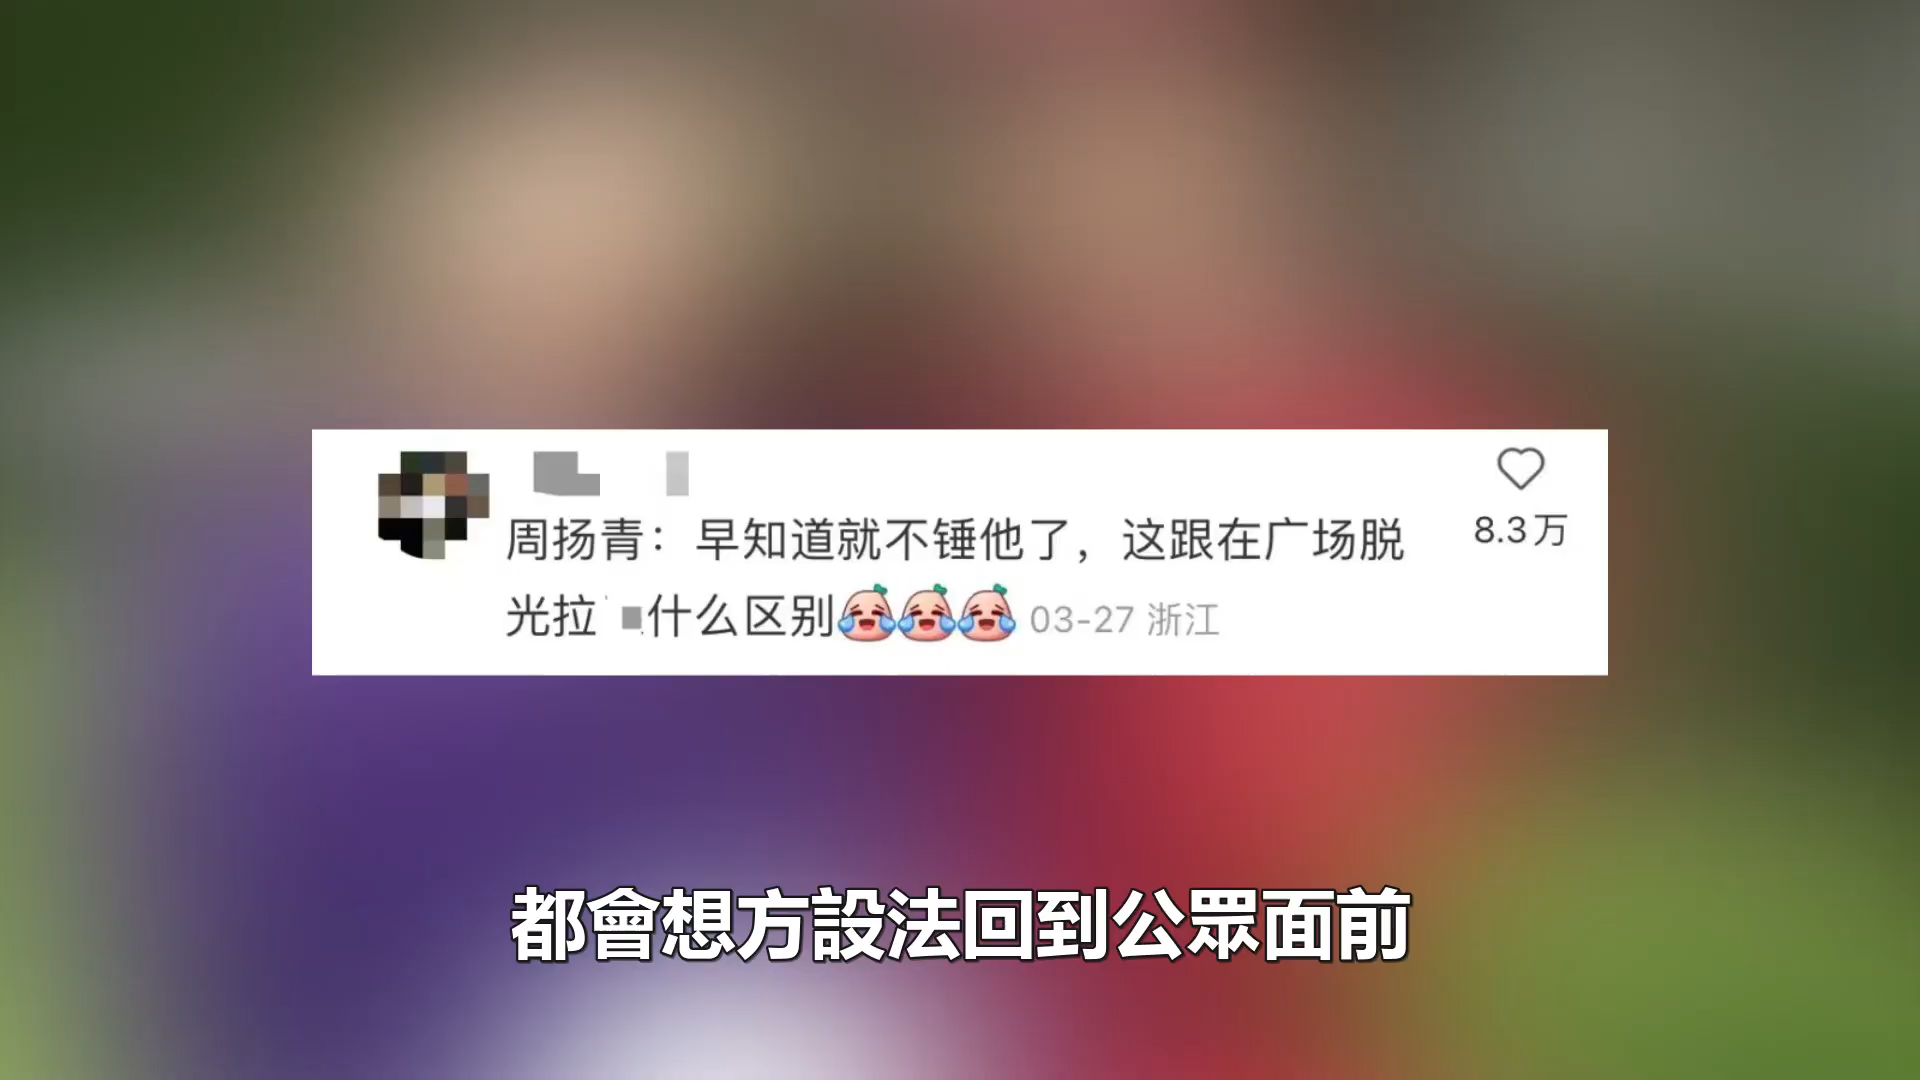 周扬青：早知道就不锤他了，这跟在广场脱
光拉 什么区别 03-27 浙江
8.3万
都會想方設法回到公眾面前